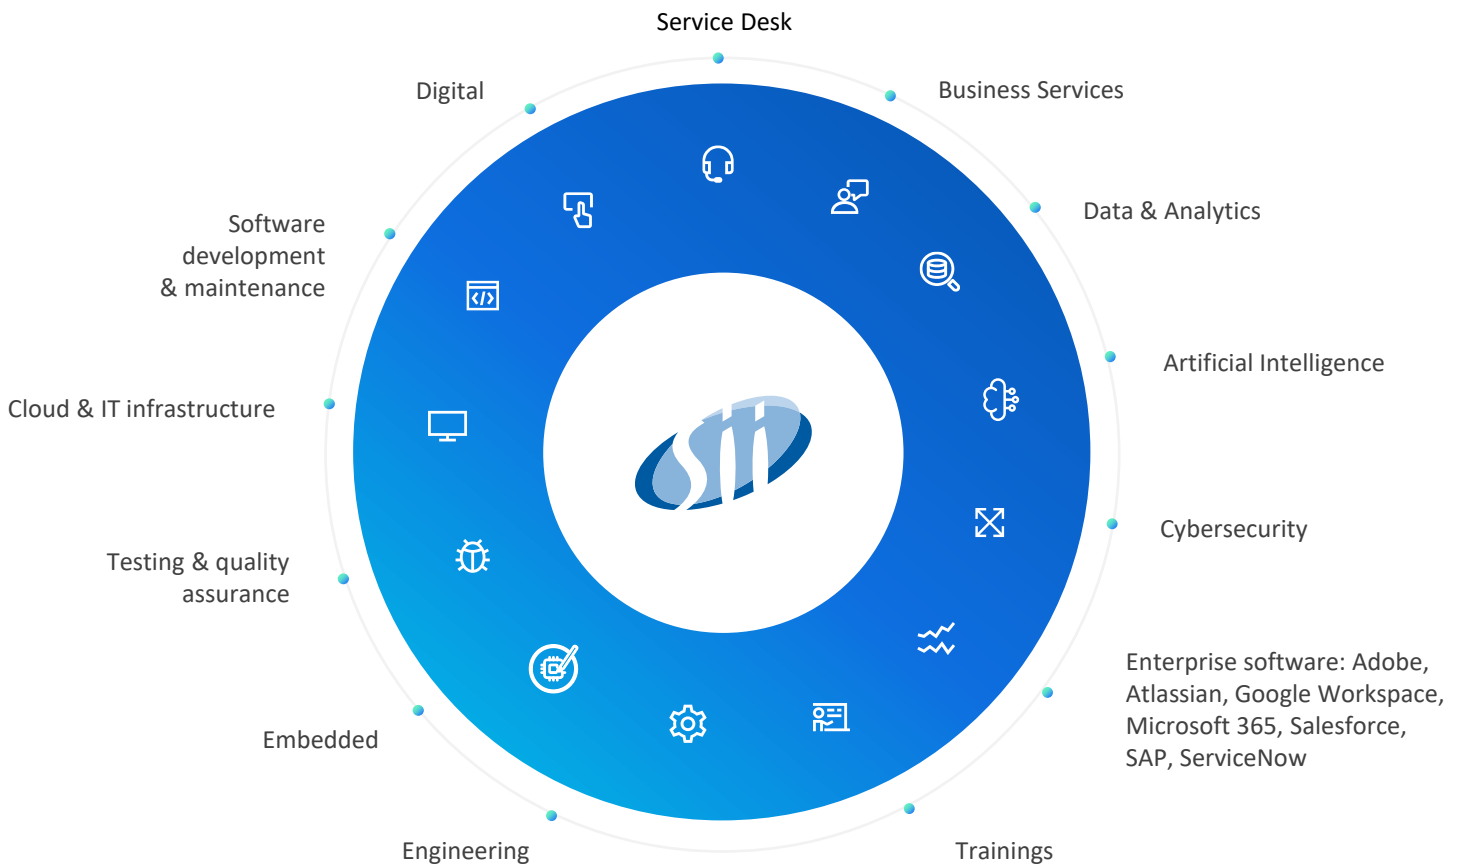 Service Desk
Digital
Business Services
Software
development
& maintenance
Data & Analytics
Artificial Intelligence
Cloud & IT infrastructure
Sii
Cybersecurity
Testing & quality
assurance
Enterprise software: Adobe,
Atlassian, Google Workspace,
Microsoft 365, Salesforce,
SAP, ServiceNow
Embedded
Engineering
Trainings